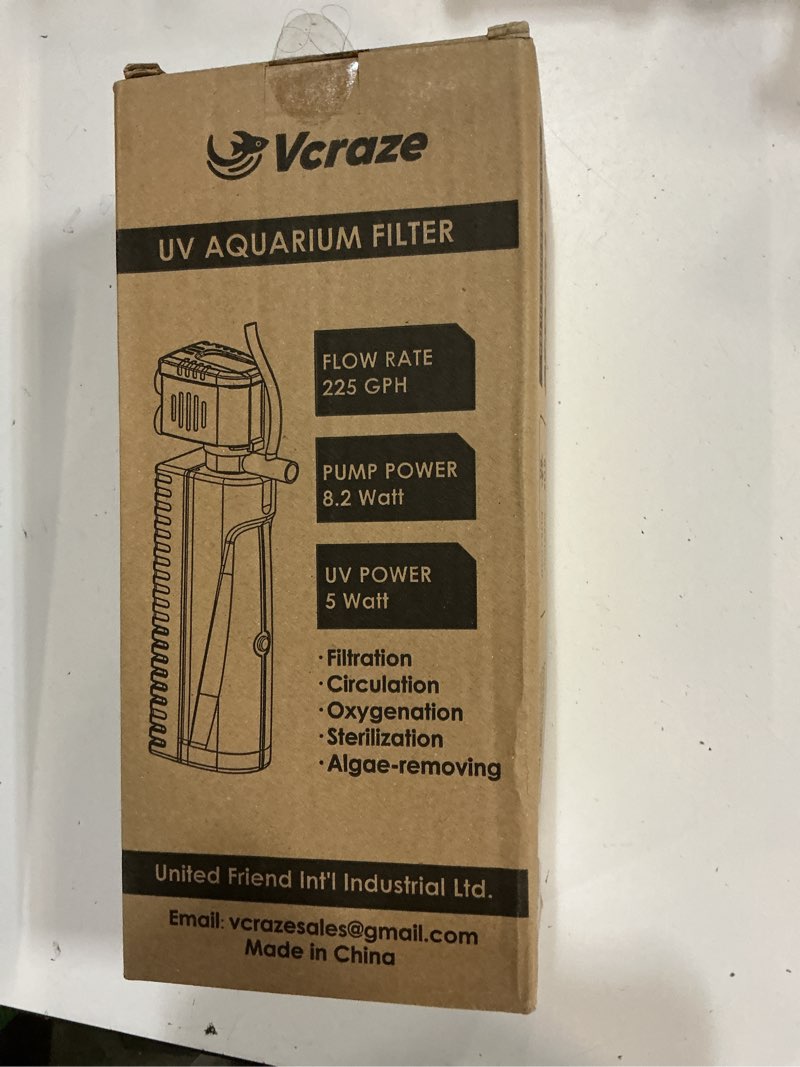 Vcraze
UV AQUARIUM FILTER
FLOW RATE
225 GPH
PUMP POWER
8.2 Watt
UV POWER
5 Watt
·Filtration
·Circulation
·Oxygenation
·Sterilization
·Algae-removing
United Friend Int'l Industrial Ltd.
Email: vcrazesales@gmail.com
Made in China